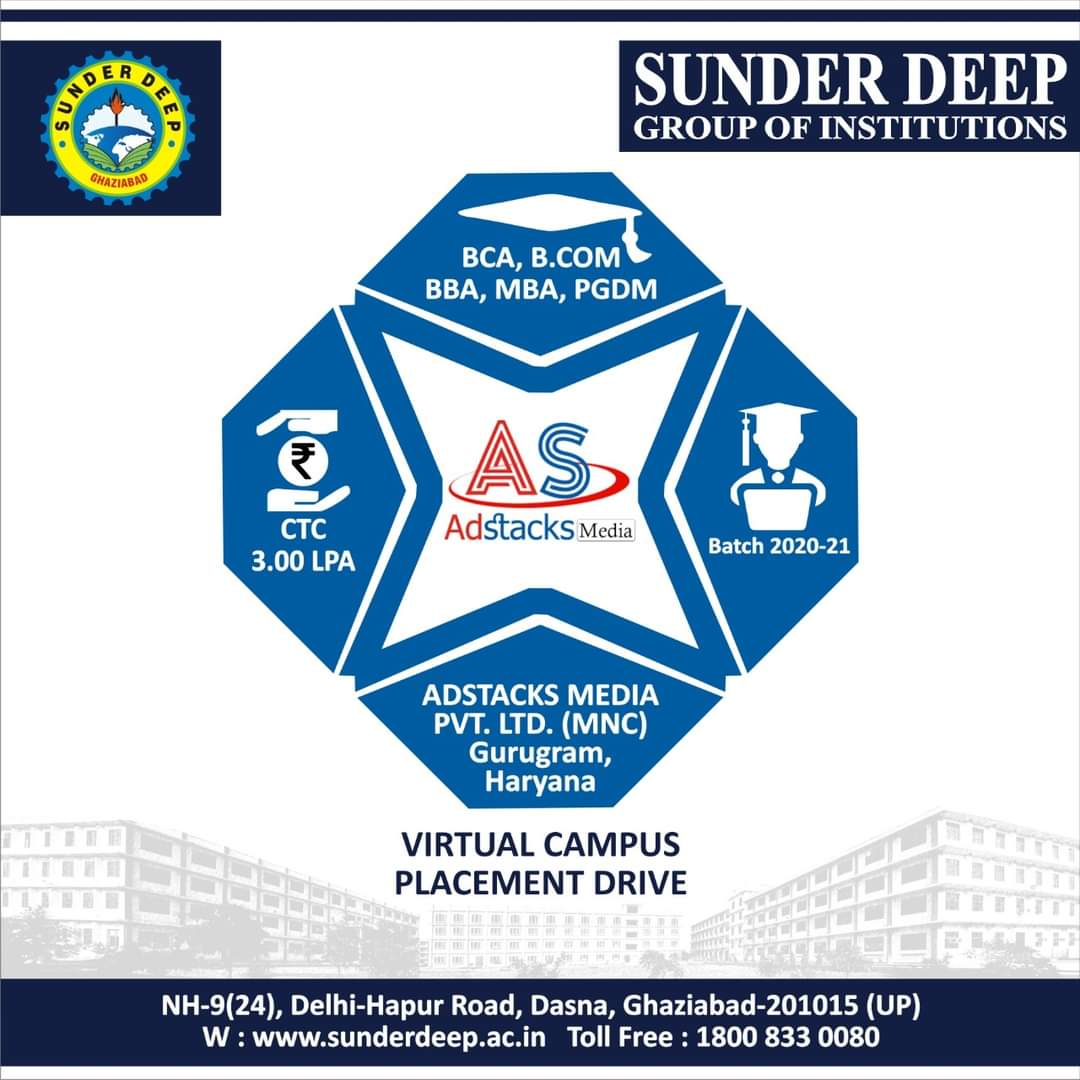 SUNDER DEEP
GHAZIABAD
SUNDER DEEP
GROUP OF INSTITUTIONS
BCA, B.COM
BBA, MBA, PGDM
₹
CTC
3.00 LPA
AS
Adstacks Media
Batch 2020-21
ADSTACKS MEDIA
PVT. LTD. (MNC)
Gurugram,
Haryana
VIRTUAL CAMPUS
PLACEMENT DRIVE
NH-9(24), Delhi-Hapur Road, Dasna, Ghaziabad-201015 (UP)
W : www.sunderdeep.ac.in Toll Free : 1800 833 0080